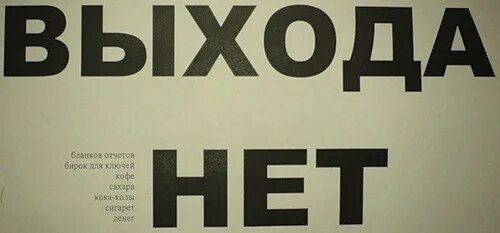 ВЫХОДА
бланков отчетов
бирок для ключей
кофе
сахара
кока-колы
сигарет
денег
НЕТ